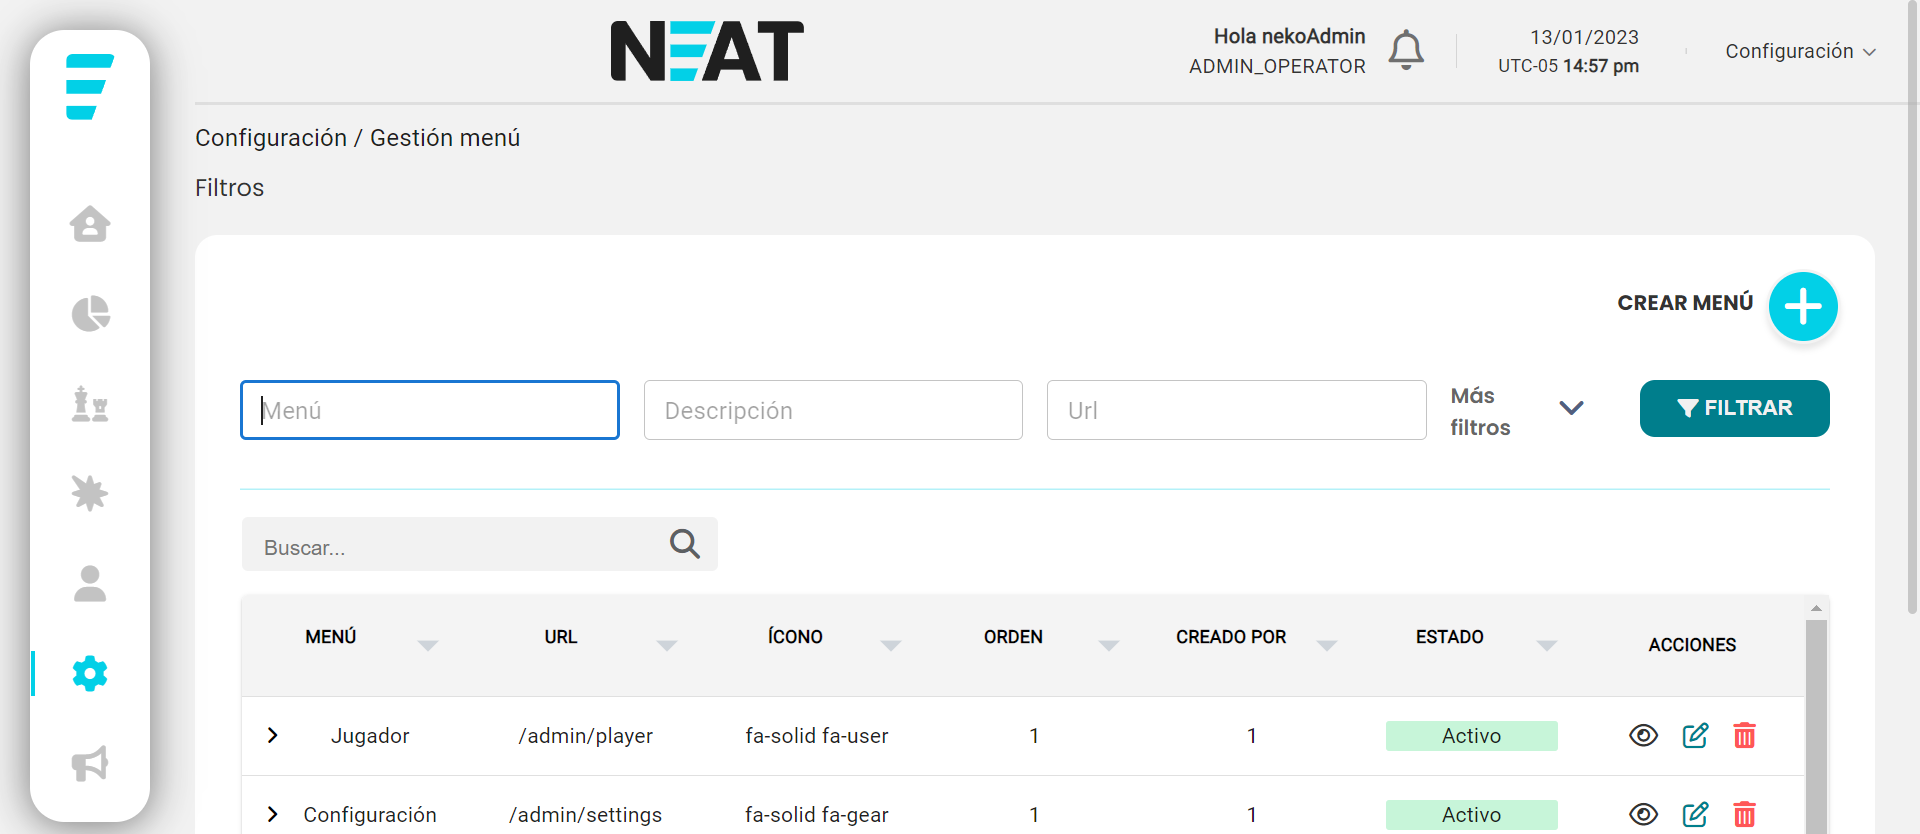 NEAT
Hola nekoAdmin
ADMIN_OPERATOR
13/01/2023
UTC-05 14:57 pm
Configuración
Configuración / Gestión menú
Filtros
CREAR MENÚ
Menú
Descripción
Url
Más
filtros
FILTRAR
Buscar...
MENÚ URL ÍCONO ORDEN CREADO POR ESTADO ACCIONES
Jugador /admin/player fa-solid fa-user 1 1 Activo
Configuración /admin/settings fa-solid fa-gear 1 1 Activo